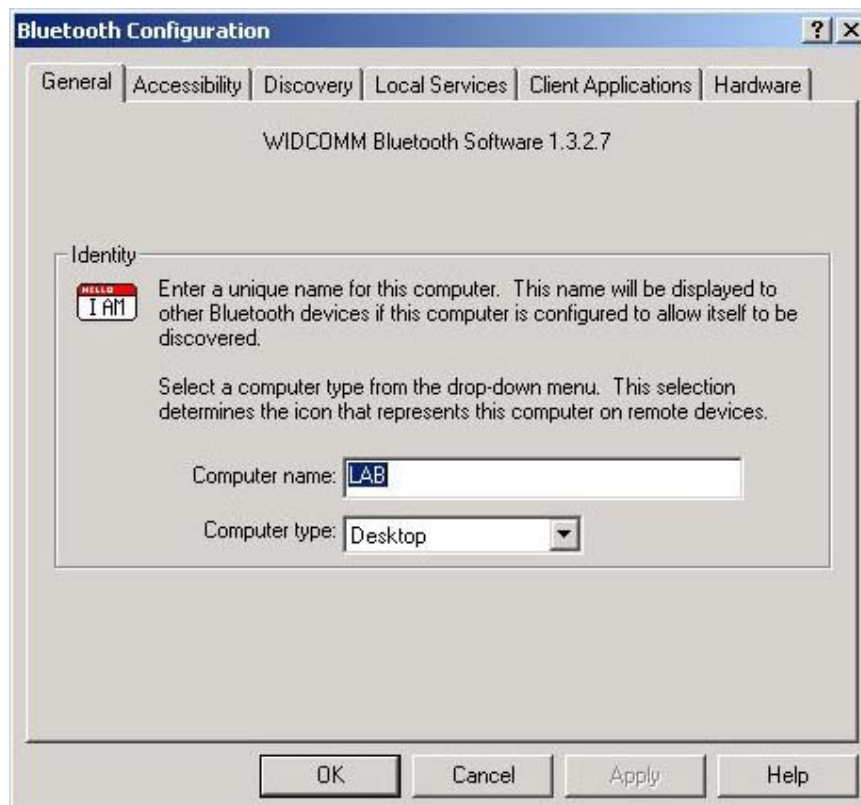 Bluetooth Configuration
General Accessibility Discovery Local Services Client Applications Hardware
WIDCOMM Bluetooth Software 1.3.2.7
Identity
HELLO
I AM
Enter a unique name for this computer. This name will be displayed to
other Bluetooth devices if this computer is configured to allow itself to be
discovered.
Select a computer type from the drop-down menu. This selection
determines the icon that represents this computer on remote devices.
Computer name: LAB
Computer type: Desktop
OK Cancel Apply Help